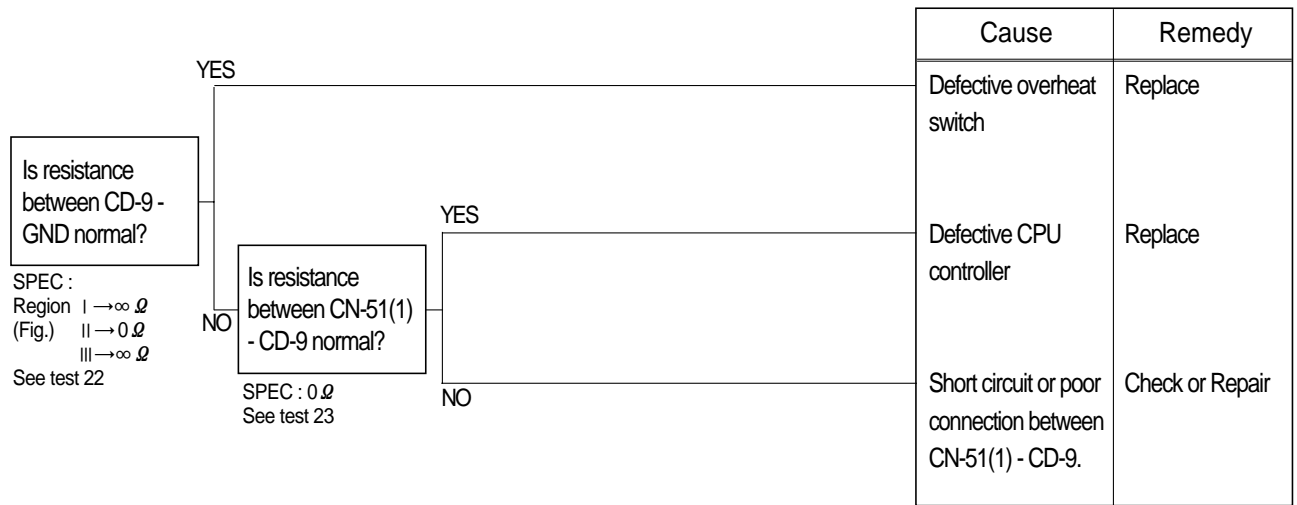 Cause
Remedy
YES
Defective overheat
switch
Replace
Is resistance
between CD-9 -
GND normal?
SPEC :
Region Ⅰ→∞ Ω
(Fig.) Ⅱ→0 Ω
Ⅲ→∞ Ω
See test 22
NO
Is resistance
between CN-51(1)
- CD-9 normal?
SPEC : 0 Ω
See test 23
YES
Defective CPU
controller
Replace
NO
Short circuit or poor
connection between
CN-51(1) - CD-9.
Check or Repair